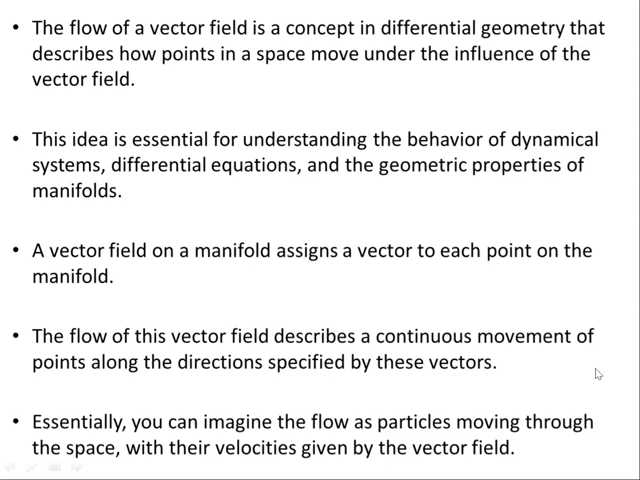 • The flow of a vector field is a concept in differential geometry that
describes how points in a space move under the influence of the
vector field.
• This idea is essential for understanding the behavior of dynamical
systems, differential equations, and the geometric properties of
manifolds.
• A vector field on a manifold assigns a vector to each point on the
manifold.
• The flow of this vector field describes a continuous movement of
points along the directions specified by these vectors.
• Essentially, you can imagine the flow as particles moving through
the space, with their velocities given by the vector field.